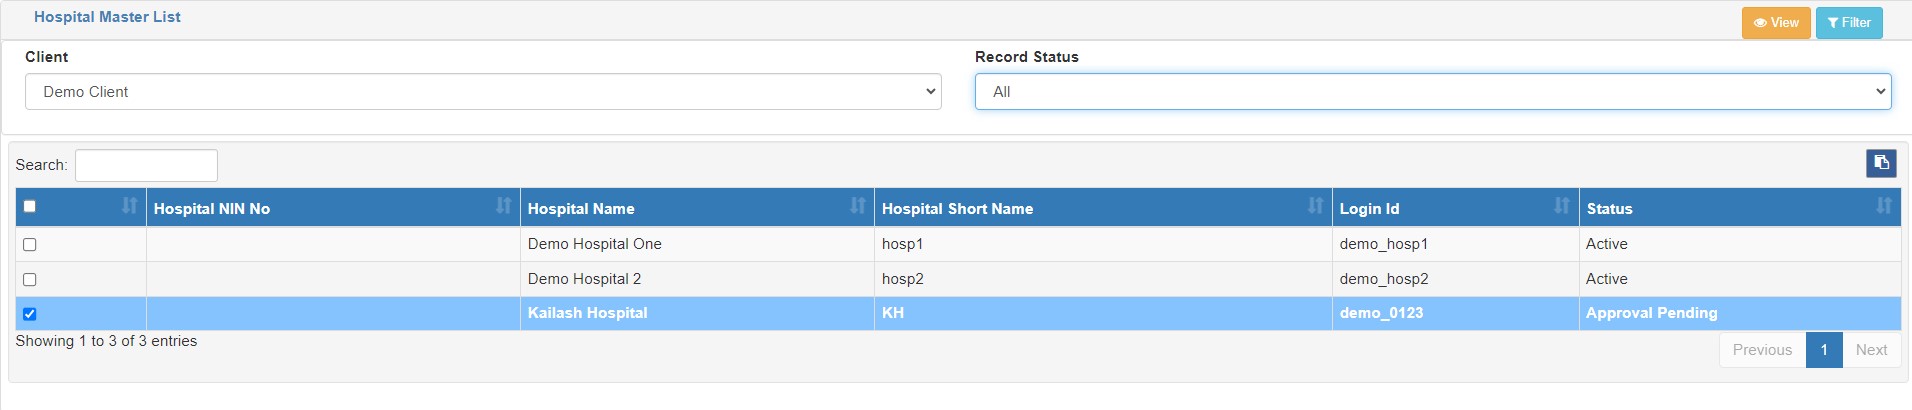 Hospital Master List
View Filter
Client Record Status
Demo Client All
Search:
Hospital NIN No Hospital Name Hospital Short Name Login Id Status
Demo Hospital One hosp1 demo_hosp1 Active
Demo Hospital 2 hosp2 demo_hosp2 Active
Kailash Hospital KH demo_0123 Approval Pending
Showing 1 to 3 of 3 entries
Previous 1 Next